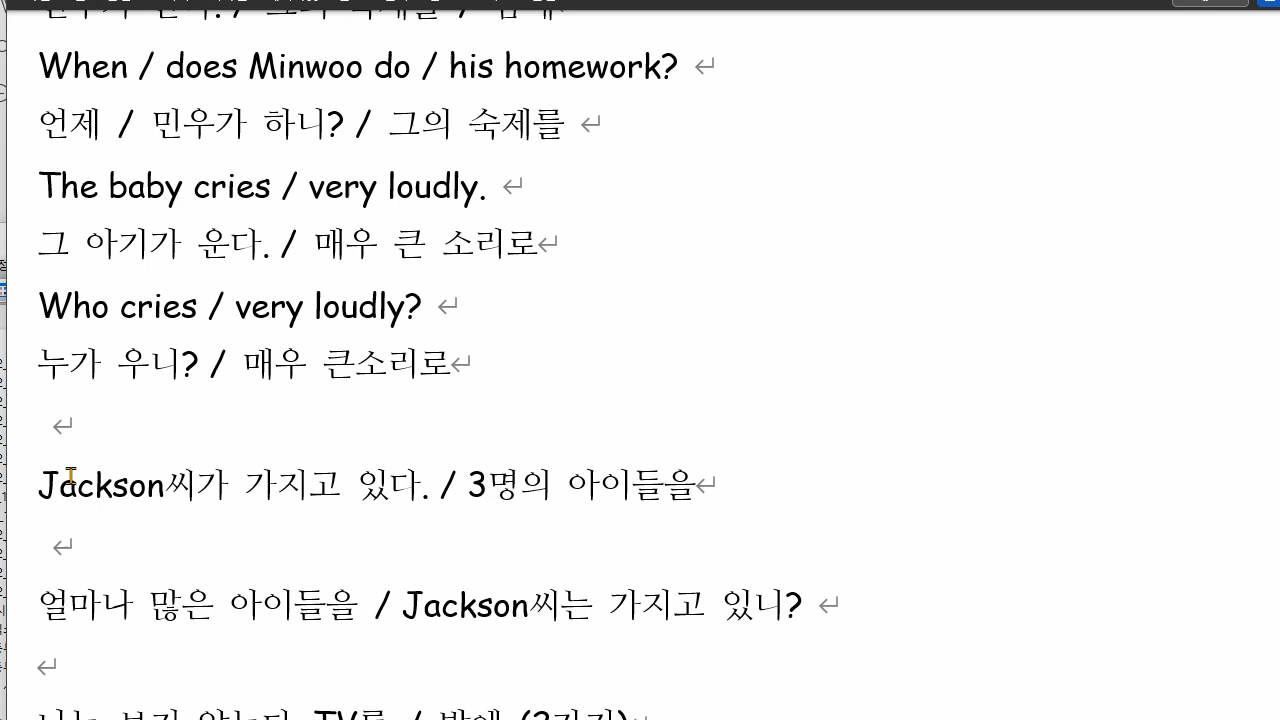 When / does Minwoo do / his homework?
언제 / 민우가 하니? / 그의 숙제를
The baby cries / very loudly.
그 아기가 운다. / 매우 큰 소리로
Who cries / very loudly?
누가 우니? / 매우 큰소리로
Jackson씨가 가지고 있다. / 3명의 아이들을
얼마나 많은 아이들을 / Jackson씨는 가지고 있니?